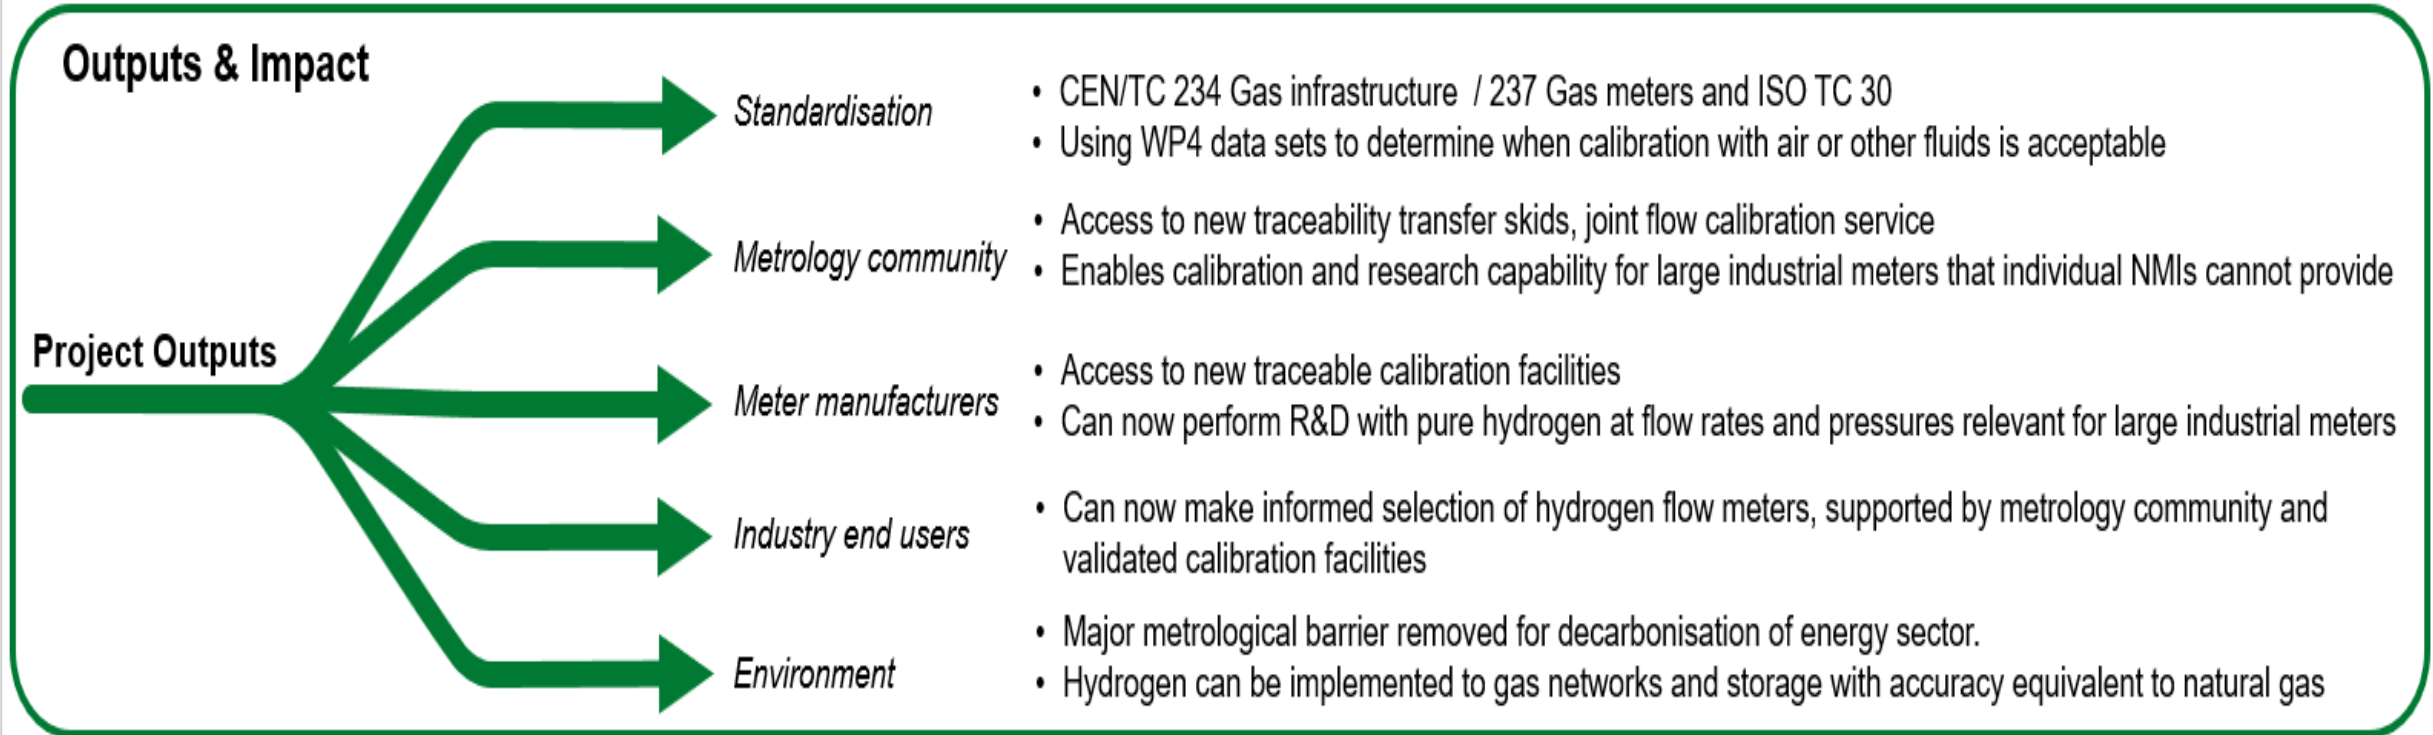 Outputs & Impact
Standardisation
• CEN/TC 234 Gas infrastructure / 237 Gas meters and ISO TC 30
• Using WP4 data sets to determine when calibration with air or other fluids is acceptable
Metrology community
• Access to new traceability transfer skids, joint flow calibration service
• Enables calibration and research capability for large industrial meters that individual NMIs cannot provide
Project Outputs
Meter manufacturers
• Access to new traceable calibration facilities
• Can now perform R&D with pure hydrogen at flow rates and pressures relevant for large industrial meters
Industry end users
• Can now make informed selection of hydrogen flow meters, supported by metrology community and
validated calibration facilities
Environment
• Major metrological barrier removed for decarbonisation of energy sector.
• Hydrogen can be implemented to gas networks and storage with accuracy equivalent to natural gas